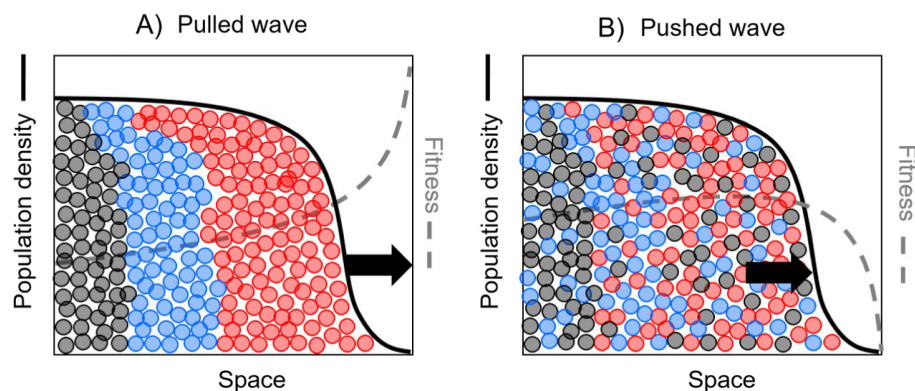 A) Pulled wave
B) Pushed wave
Population density
Fitness
Population density
Fitness
Space
Space